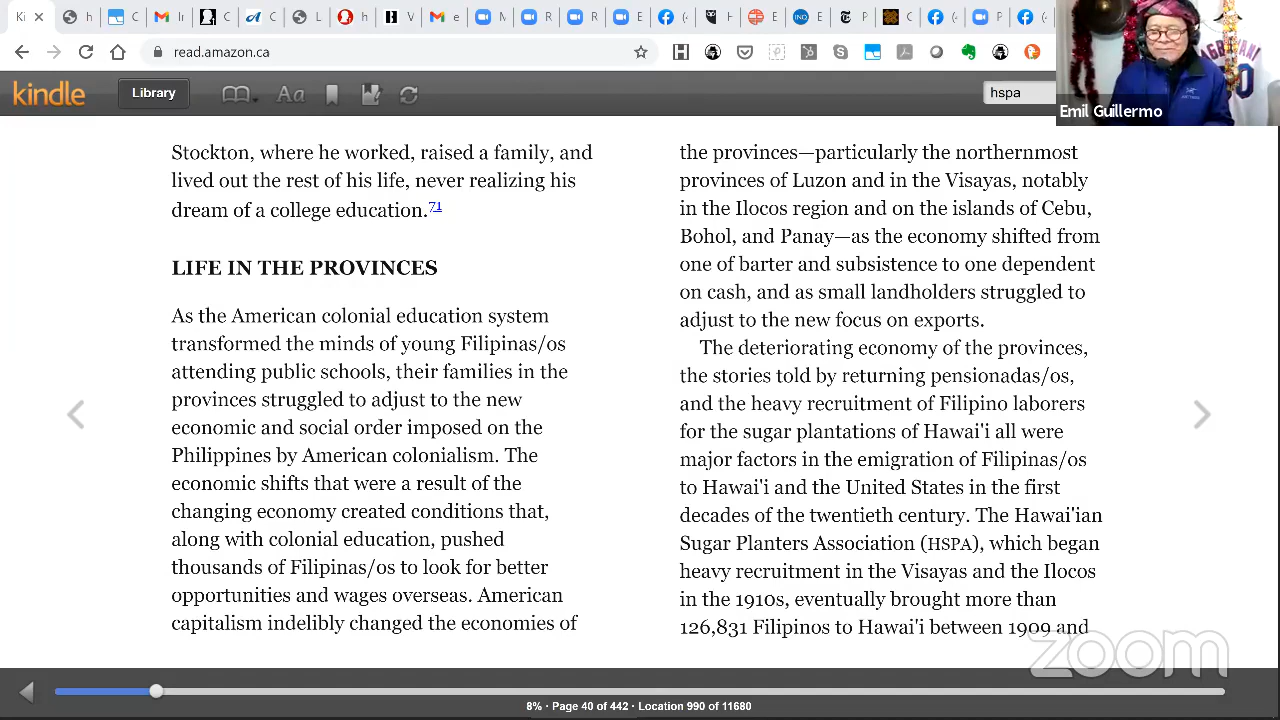 Ki
C
In
C
C
L
h
V
e
M
R
R
E
(
H
E
E
P
C
(
P
(
read.amazon.ca
kindle
Library
Aa
hspa
Emil Guillermo
Stockton, where he worked, raised a family, and
lived out the rest of his life, never realizing his
dream of a college education.71
LIFE IN THE PROVINCES
As the American colonial education system
transformed the minds of young Filipinas/os
attending public schools, their families in the
provinces struggled to adjust to the new
economic and social order imposed on the
Philippines by American colonialism. The
economic shifts that were a result of the
changing economy created conditions that,
along with colonial education, pushed
thousands of Filipinas/os to look for better
opportunities and wages overseas. American
capitalism indelibly changed the economies of
the provinces—particularly the northernmost
provinces of Luzon and in the Visayas, notably
in the Ilocos region and on the islands of Cebu,
Bohol, and Panay—as the economy shifted from
one of barter and subsistence to one dependent
on cash, and as small landholders struggled to
adjust to the new focus on exports.
The deteriorating economy of the provinces,
the stories told by returning pensionadas/os,
and the heavy recruitment of Filipino laborers
for the sugar plantations of Hawai'i all were
major factors in the emigration of Filipinas/os
to Hawai'i and the United States in the first
decades of the twentieth century. The Hawai'ian
Sugar Planters Association (HSPA), which began
heavy recruitment in the Visayas and the Ilocos
in the 1910s, eventually brought more than
126,831 Filipinos to Hawai'i between 1909 and
zoom
8% • Page 40 of 442 • Location 990 of 11680